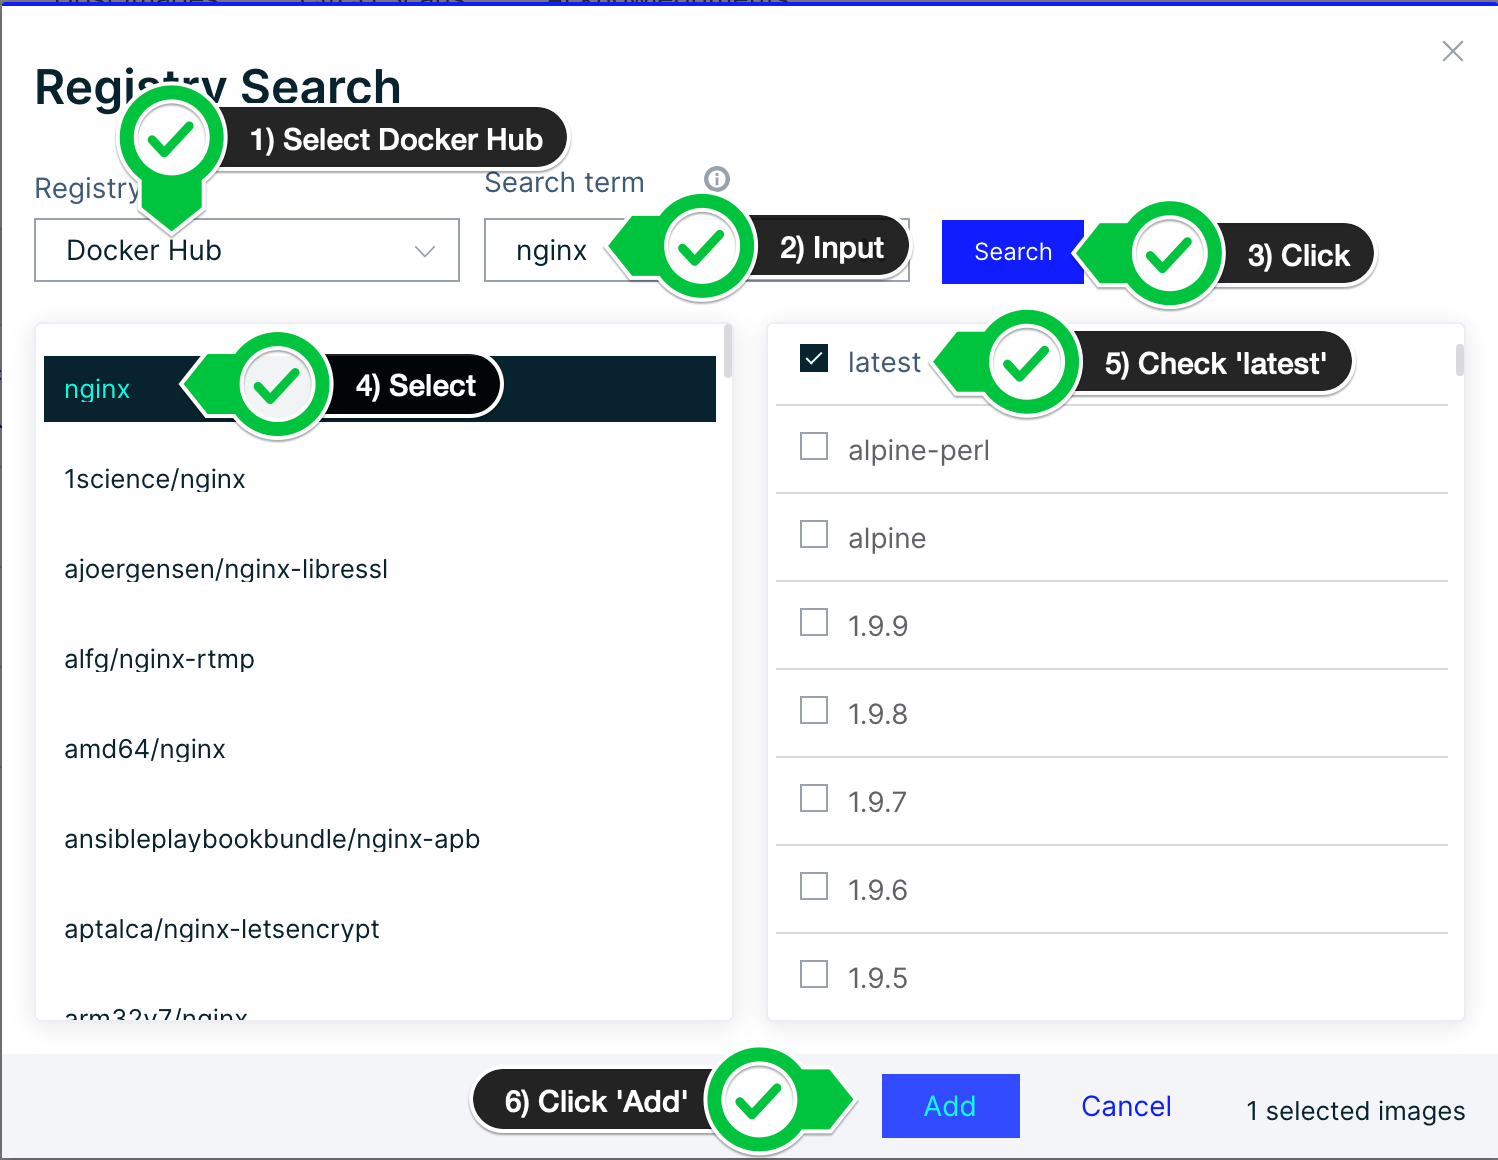 Registry Search
1) Select Docker Hub
Registry
Search term
Docker Hub
nginx
2) Input
Search
3) Click
nginx
4) Select
latest
5) Check 'latest'
1science/nginx
alpine-perl
ajoergensen/nginx-libressl
alpine
alfg/nginx-rtmp
1.9.9
amd64/nginx
1.9.8
ansibleplaybookbundle/nginx-apb
1.9.7
aptalca/nginx-letsencrypt
1.9.6
arm32v7/nginx
1.9.5
6) Click 'Add'
Add
Cancel
1 selected images